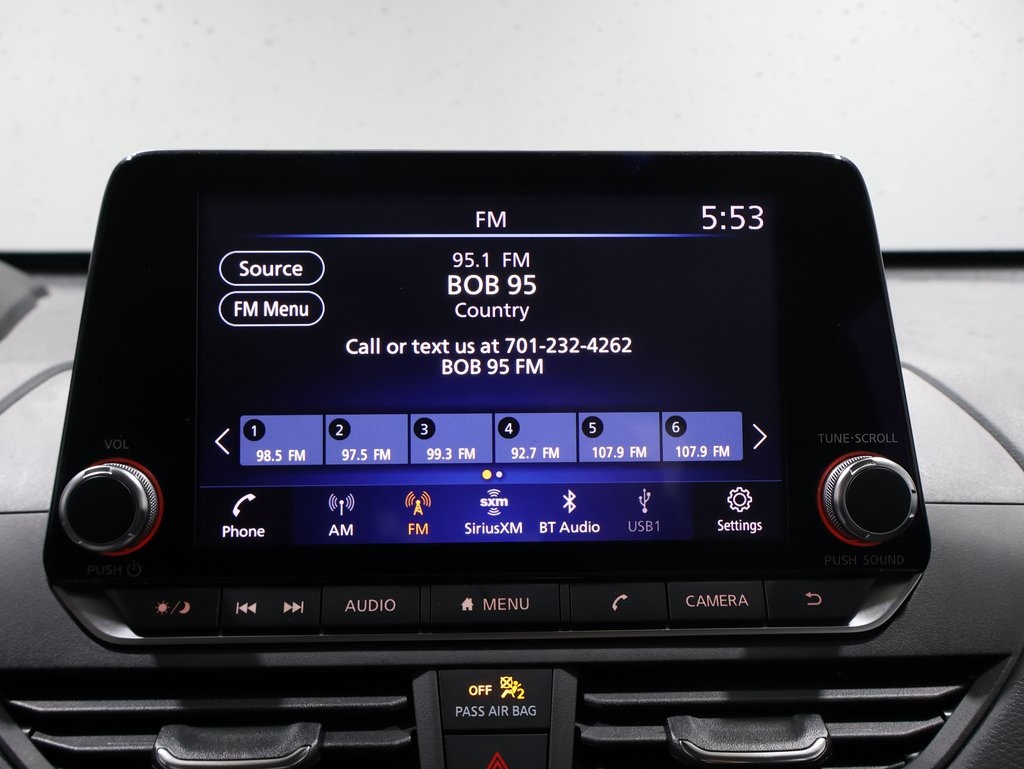 FM
5:53
Source
FM Menu
95.1 FM
BOB 95
Country
Call or text us at 701-232-4262
BOB 95 FM
1 98.5 FM
2 97.5 FM
3 99.3 FM
4 92.7 FM
5 107.9 FM
6 107.9 FM
VOL
TUNE·SCROLL
Phone
AM
FM
sxm
SiriusXM
BT Audio
USB1
Settings
PUSH
PUSH SOUND
AUDIO
MENU
CAMERA
OFF 2
PASS AIR BAG